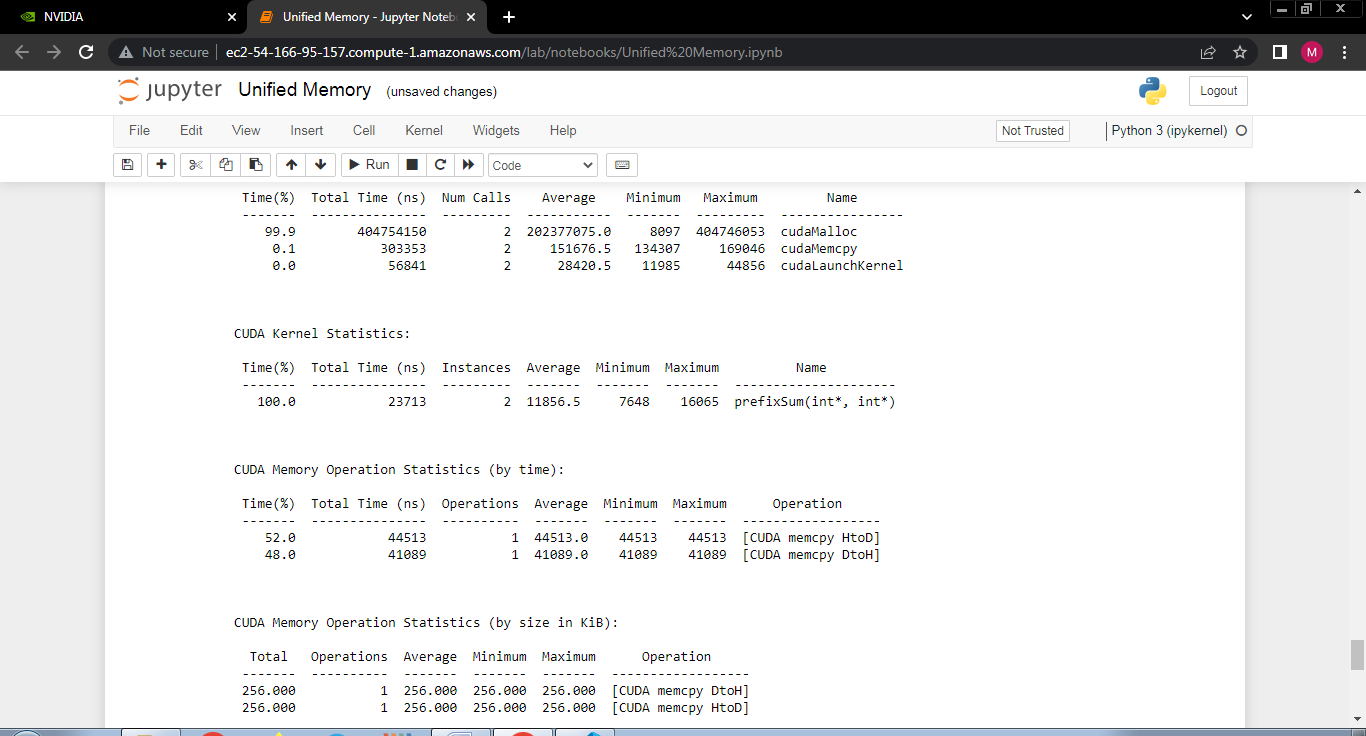 NVIDIA
Unified Memory - Jupyter Noteb
Not secure ec2-54-166-95-157.compute-1.amazonaws.com/lab/notebooks/Unified%20Memory.ipynb
M
jupyter Unified Memory (unsaved changes)
Logout
File Edit View Insert Cell Kernel Widgets Help
Not Trusted Python 3 (ipykernel)
Run Code
Time(%) Total Time (ns) Num Calls Average Minimum Maximum Name
------- --------------- --------- ----------- ------- --------- ----------------
99.9 404754150 2 202377075.0 8097 404746053 cudaMalloc
0.1 303353 2 151676.5 134307 169046 cudaMemcpy
0.0 56841 2 28420.5 11985 44856 cudaLaunchKernel
CUDA Kernel Statistics:
Time(%) Total Time (ns) Instances Average Minimum Maximum Name
------- --------------- --------- ------- ------- ------- ---------------------
100.0 23713 2 11856.5 7648 16065 prefixSum(int*, int*)
CUDA Memory Operation Statistics (by time):
Time(%) Total Time (ns) Operations Average Minimum Maximum Operation
------- --------------- ---------- ------- ------- ------- ------------------
52.0 44513 1 44513.0 44513 44513 [CUDA memcpy HtoD]
48.0 41089 1 41089.0 41089 41089 [CUDA memcpy DtoH]
CUDA Memory Operation Statistics (by size in KiB):
Total Operations Average Minimum Maximum Operation
------- ---------- ------- ------- ------- ------------------
256.000 1 256.000 256.000 256.000 [CUDA memcpy DtoH]
256.000 1 256.000 256.000 256.000 [CUDA memcpy HtoD]